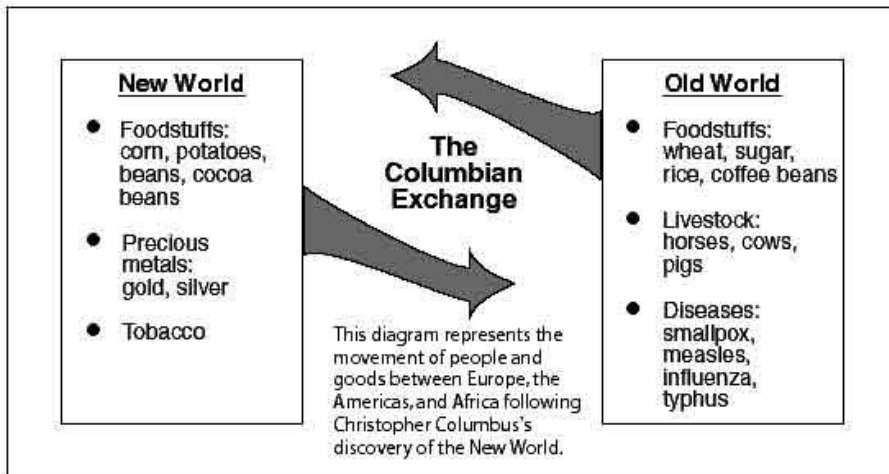 New World
● Foodstuffs:
corn, potatoes,
beans, cocoa
beans
● Precious
metals:
gold, silver
● Tobacco
The
Columbian
Exchange
This diagram represents the
movement of people and
goods between Europe, the
Americas, and Africa following
Christopher Columbus's
discovery of the New World.
Old World
● Foodstuffs:
wheat, sugar,
rice, coffee beans
● Livestock:
horses, cows,
pigs
● Diseases:
smallpox,
measles,
influenza,
typhus